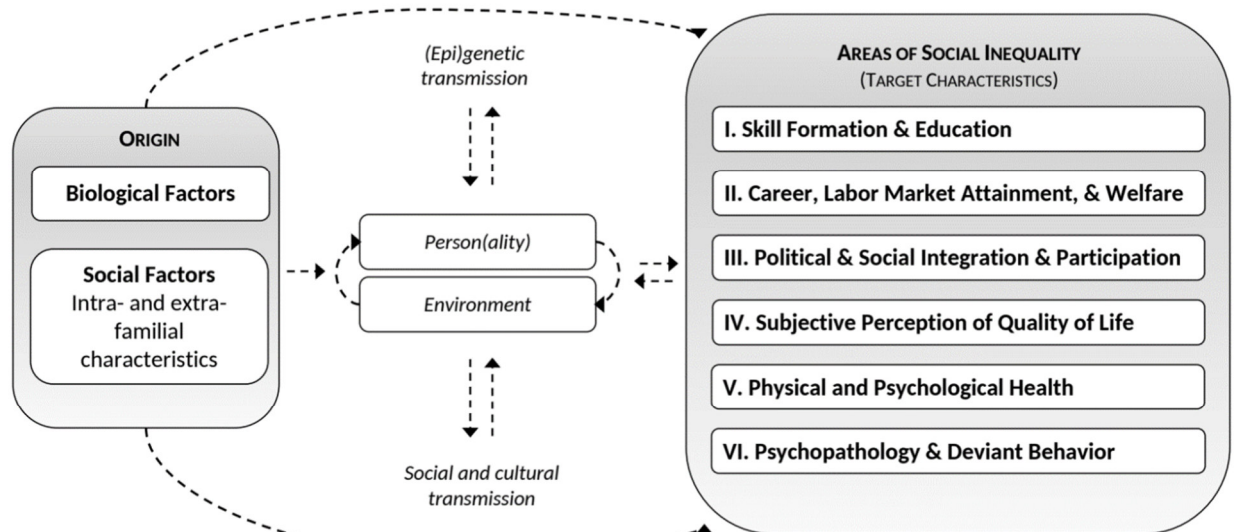 (Epi)genetic
transmission
ORIGIN
Biological Factors
Social Factors
Intra- and extra-
familial
characteristics
Person(ality)
Environment
Social and cultural
transmission
AREAS OF SOCIAL INEQUALITY
(TARGET CHARACTERISTICS)
I. Skill Formation & Education
II. Career, Labor Market Attainment, & Welfare
III. Political & Social Integration & Participation
IV. Subjective Perception of Quality of Life
V. Physical and Psychological Health
VI. Psychopathology & Deviant Behavior